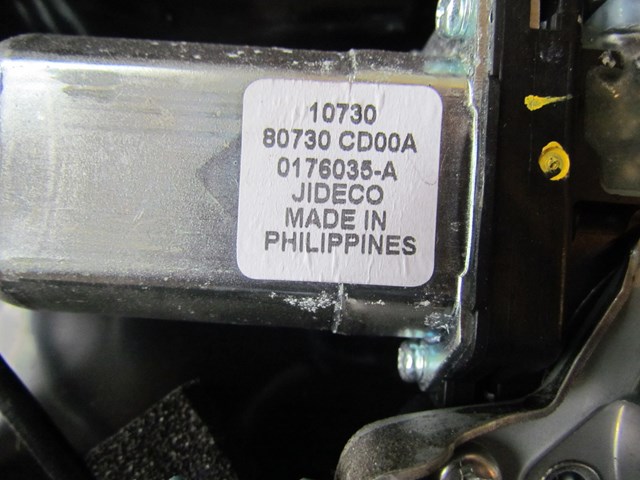 10730
80730 CD00A
0176035-A
JIDECO
MADE IN
PHILIPPINES